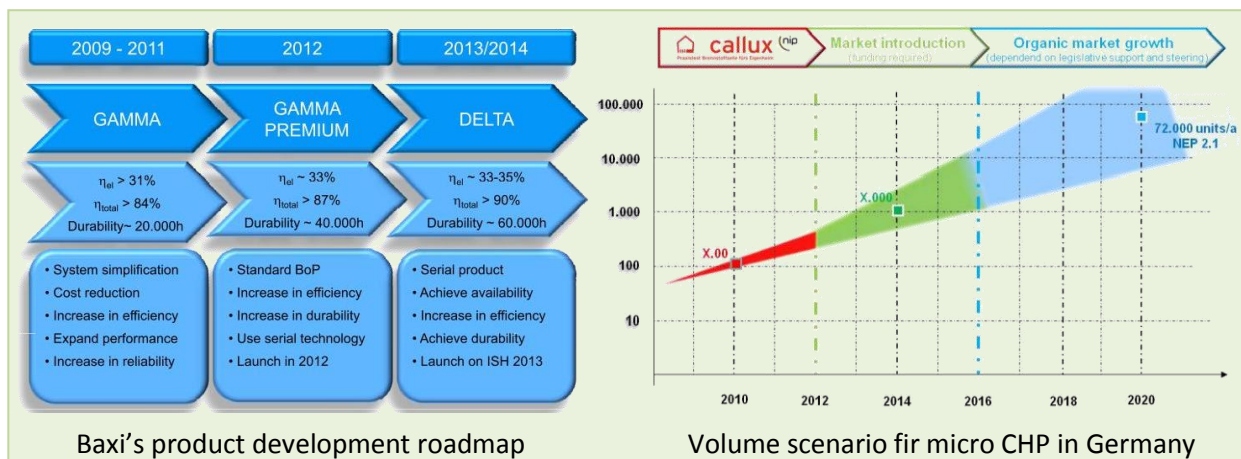 2009 - 2011
2012
2013/2014
GAMMA
GAMMA
PREMIUM
DELTA
ηel > 31%
ηtotal > 84%
Durability~ 20.000h
ηel ~ 33%
ηtotal > 87%
Durability~ 40.000h
ηel ~ 33-35%
ηtotal > 90%
Durability~ 60.000h
• System simplification
• Cost reduction
• Increase in efficiency
• Expand performance
• Increase in reliability
• Standard BoP
• Increase in efficiency
• Increase in durability
• Use serial technology
• Launch in 2012
• Serial product
• Achieve availability
• Increase in efficiency
• Achieve durability
• Launch on ISH 2013
Baxi's product development roadmap
callux
nip
Praxistest Brennstoffzelle fürs Eigenheim
Market introduction
(funding required)
Organic market growth
(dependend on legislative support and steering)
100.000
10.000
1.000
100
10
X.00
X.000
72.000 units/a
NEP 2.1
2010
2012
2014
2016
2018
2020
Volume scenario fir micro CHP in Germany